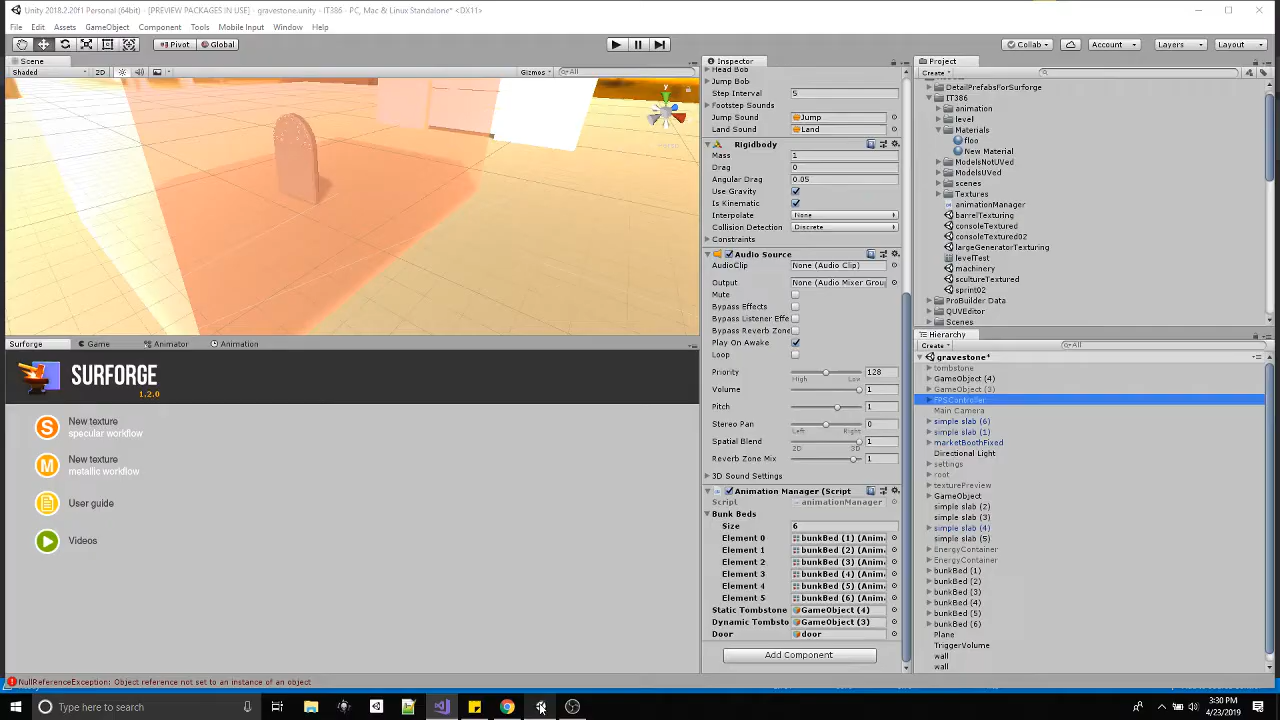 Unity 2018.2.20f1 Personal (64bit) - [PREVIEW PACKAGES IN USE] - gravestone.unity - IT386 - PC, Mac & Linux Standalone* <DX11>
File Edit Assets GameObject Component Tools Mobile Input Window Help
Pivot Global Collab Account Layers Layout
Scene
Shaded 2D Gizmos All
Inspector
Head Bob
Jump Bob
Step Interval 5
Footstep Sounds
Jump Sound Jump
Land Sound Land
Rigidbody
Mass 1
Drag 0
Angular Drag 0.05
Use Gravity
Is Kinematic
Interpolate None
Collision Detection Discrete
Constraints
Audio Source
AudioClip None (Audio Clip)
Output None (Audio Mixer Grou
Mute
Bypass Effects
Bypass Listener Effe
Bypass Reverb Zone
Play On Awake
Loop
Priority 128
High Low
Volume 1
Pitch 1
Stereo Pan 0
Left Right
Spatial Blend 1
2D 3D
Reverb Zone Mix 1
3D Sound Settings
Animation Manager (Script
Script animationManager
Bunk Beds
Size 6
Element 0 bunkBed (1) (Anim
Element 1 bunkBed (2) (Anim
Element 2 bunkBed (3) (Anim
Element 3 bunkBed (4) (Anim
Element 4 bunkBed (5) (Anim
Element 5 bunkBed (6) (Anim
Static Tombstone GameObject (4)
Dynamic Tombsto GameObject (3)
Door door
Add Component
Project
Create
DetailPrefabsForSurforge
IT386
animation
level
Materials
floo
New Material
ModelsNotUVed
ModelsUVed
scenes
Textures
animationManager
barrelTexturing
consoleTextured
consoleTextured02
largeGeneratorTexturing
levelTest
machinery
scultureTextured
sprint02
ProBuilder Data
QUVEditor
Scenes
Hierarchy
Create All
gravestone*
tombstone
GameObject (4)
GameObject (3)
FPSController
Main Camera
simple slab (6)
simple slab (1)
marketBoothFixed
Directional Light
settings
root
texturePreview
GameObject
simple slab (2)
simple slab (3)
simple slab (4)
simple slab (5)
EnergyContainer
EnergyContainer
bunkBed (1)
bunkBed (2)
bunkBed (3)
bunkBed (4)
bunkBed (5)
bunkBed (6)
Plane
TriggerVolume
wall
wall
Surforge Game Animator Animation
SURFORGE
1.2.0
New texture
specular workflow
New texture
metallic workflow
User guide
Videos
NullReferenceException: Object reference not set to an instance of an object
Type here to search
3:30 PM
4/23/2019